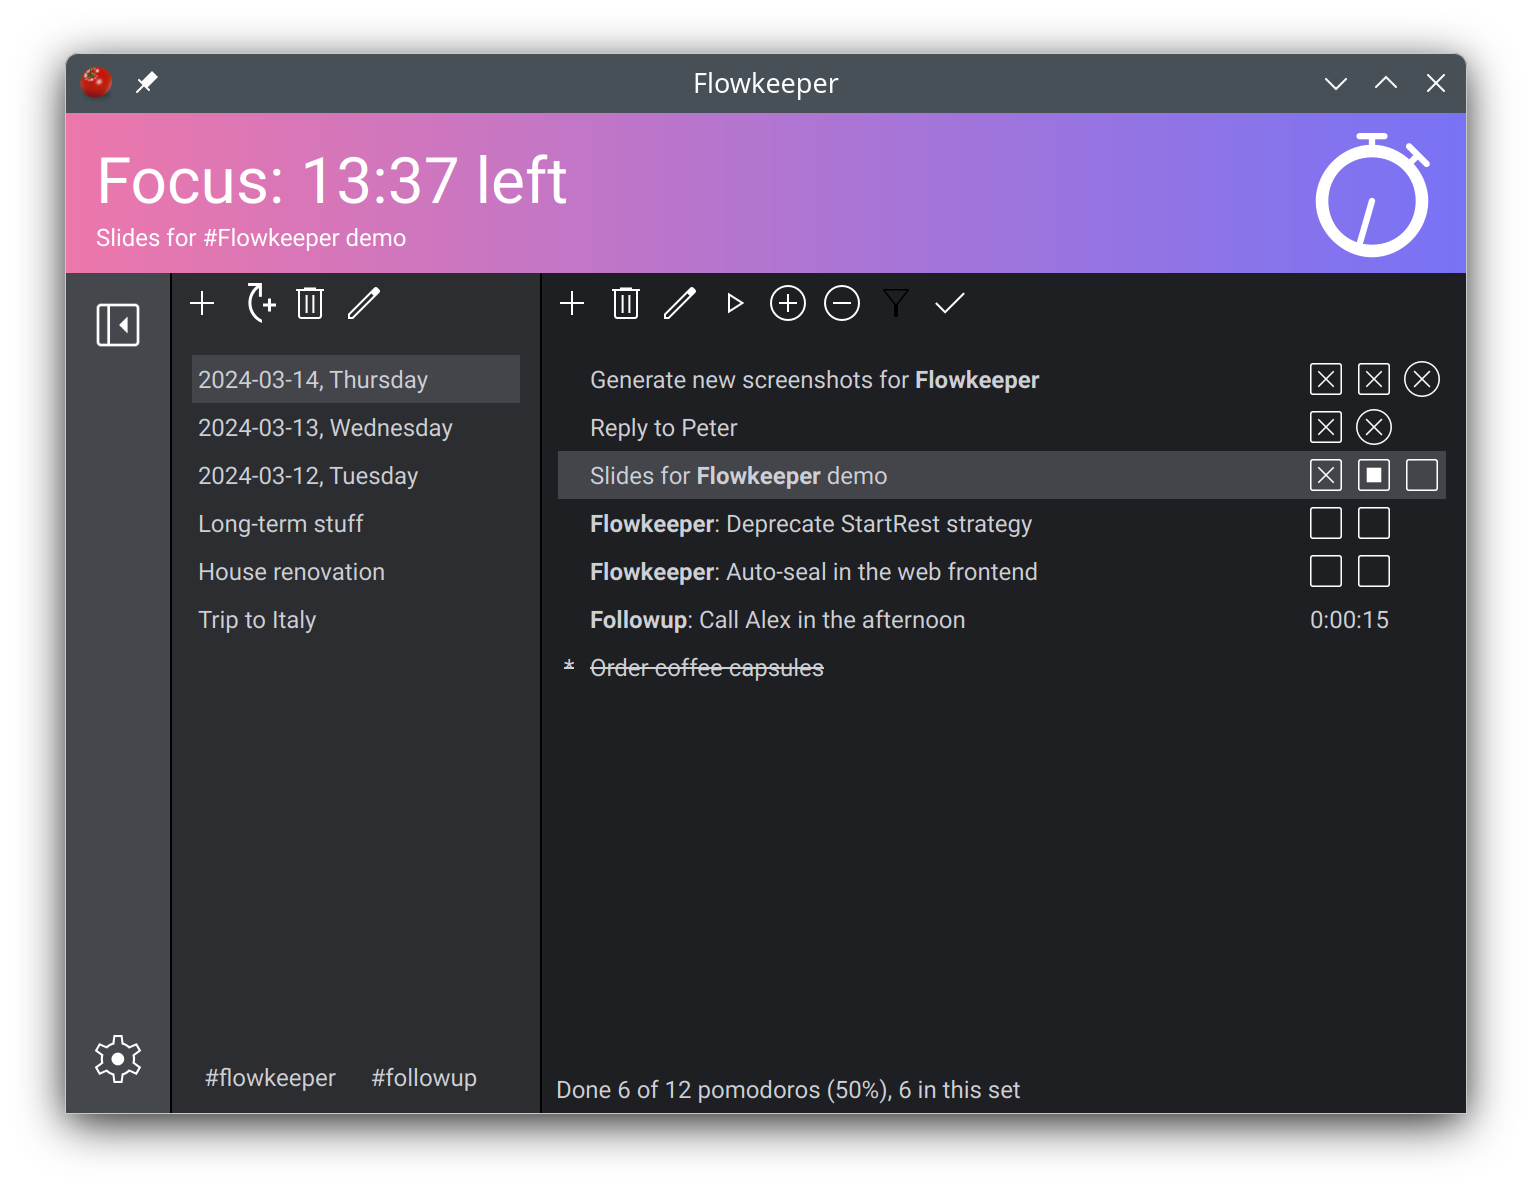 Flowkeeper
Focus: 13:37 left
Slides for #Flowkeeper demo
2024-03-14, Thursday
2024-03-13, Wednesday
2024-03-12, Tuesday
Long-term stuff
House renovation
Trip to Italy
#flowkeeper #followup
Generate new screenshots for Flowkeeper
Reply to Peter
Slides for Flowkeeper demo
Flowkeeper: Deprecate StartRest strategy
Flowkeeper: Auto-seal in the web frontend
Followup: Call Alex in the afternoon 0:00:15
* Order coffee capsules
Done 6 of 12 pomodoros (50%), 6 in this set